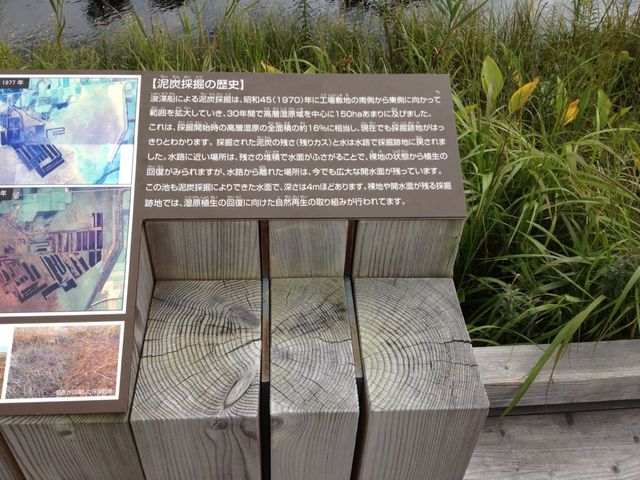 1977年
年
【泥炭採掘の歴史】
浚渫船による泥炭採掘は、昭和45(1970)年に工場敷地の南側から東側に向かって
範囲を拡大していき、30年間で高層湿原域を中心に150haあまりに及びました。
これは、採掘開始時の高層湿原の全面積の約16%に相当し、現在でも採掘跡地がはっ
きりとわかります。採掘された泥炭の残さ(残りカス)と水は水路で採掘跡地に戻されま
した。水路に近い場所は、残さの堆積で水面がふさがることで、裸地の状態から植生の
回復がみられますが、水路から離れた場所は、今でも広大な開水面が残っています。
この池も泥炭採掘によりできた水面で、深さは4mほどあります。裸地や開水面が残る採掘
跡地では、湿原植生の回復に向けた自然再生の取り組みが行われてます。